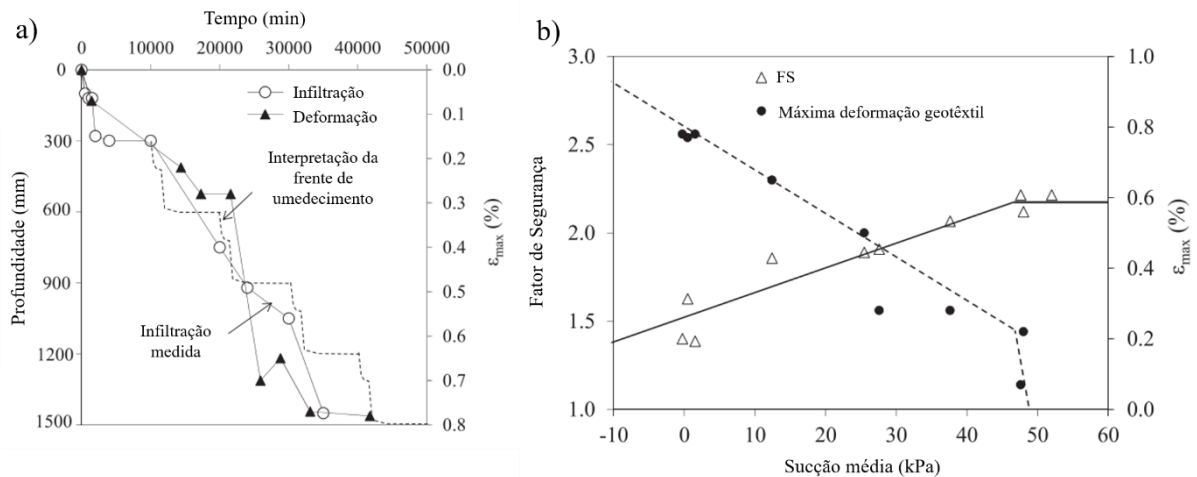 a)
Tempo (min)
0 10000 20000 30000 40000 50000
Profundidade (mm)
0
300
600
900
1200
1500
Infiltração
Deformação
Interpretação da
frente de
umedecimento
Infiltração
medida
0.0
0.1
0.2
0.3
0.4
0.5
0.6
0.7
0.8
εmax (%)
b)
Fator de Segurança
3.0
2.5
2.0
1.5
1.0
FS
Máxima deformação geotêxtil
1.0
0.8
0.6
0.4
0.2
0.0
εmax (%)
-10 0 10 20 30 40 50 60
Sucção média (kPa)